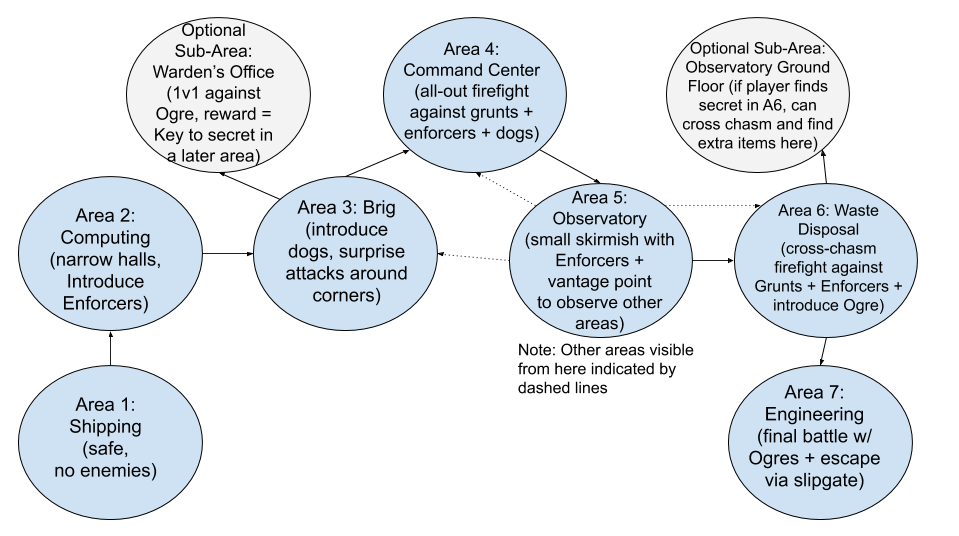 Optional
Sub-Area:
Warden's Office
(1v1 against
Ogre, reward =
Key to secret in
a later area)
Area 4:
Command Center
(all-out firefight
against grunts +
enforcers + dogs)
Optional Sub-Area:
Observatory Ground
Floor (if player finds
secret in A6, can
cross chasm and find
extra items here)
Area 2:
Computing
(narrow halls,
Introduce
Enforcers)
Area 3: Brig
(introduce
dogs, surprise
attacks around
corners)
Area 5:
Observatory
(small skirmish with
Enforcers +
vantage point
to observe other
areas)
Area 6: Waste
Disposal
(cross-chasm
firefight against
Grunts + Enforcers +
introduce Ogre)
Note: Other areas visible
from here indicated by
dashed lines
Area 1:
Shipping
(safe,
no enemies)
Area 7:
Engineering
(final battle w/
Ogres + escape
via slipgate)